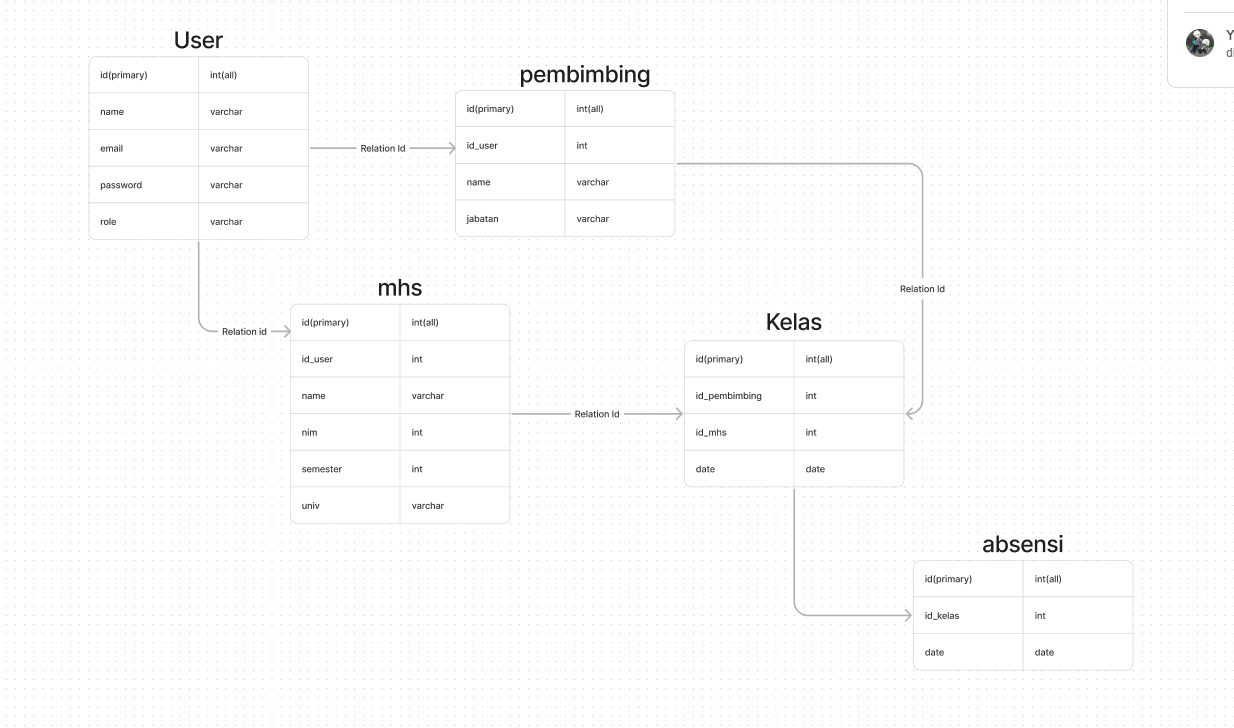 User
id(primary) int(all)
name varchar
email varchar
password varchar
role varchar
Relation Id
pembimbing
id(primary) int(all)
id_user int
name varchar
jabatan varchar
Relation Id
Relation id
mhs
id(primary) int(all)
id_user int
name varchar
nim int
semester int
univ varchar
Relation Id
Kelas
id(primary) int(all)
id_pembimbing int
id_mhs int
date date
absensi
id(primary) int(all)
id_kelas int
date date